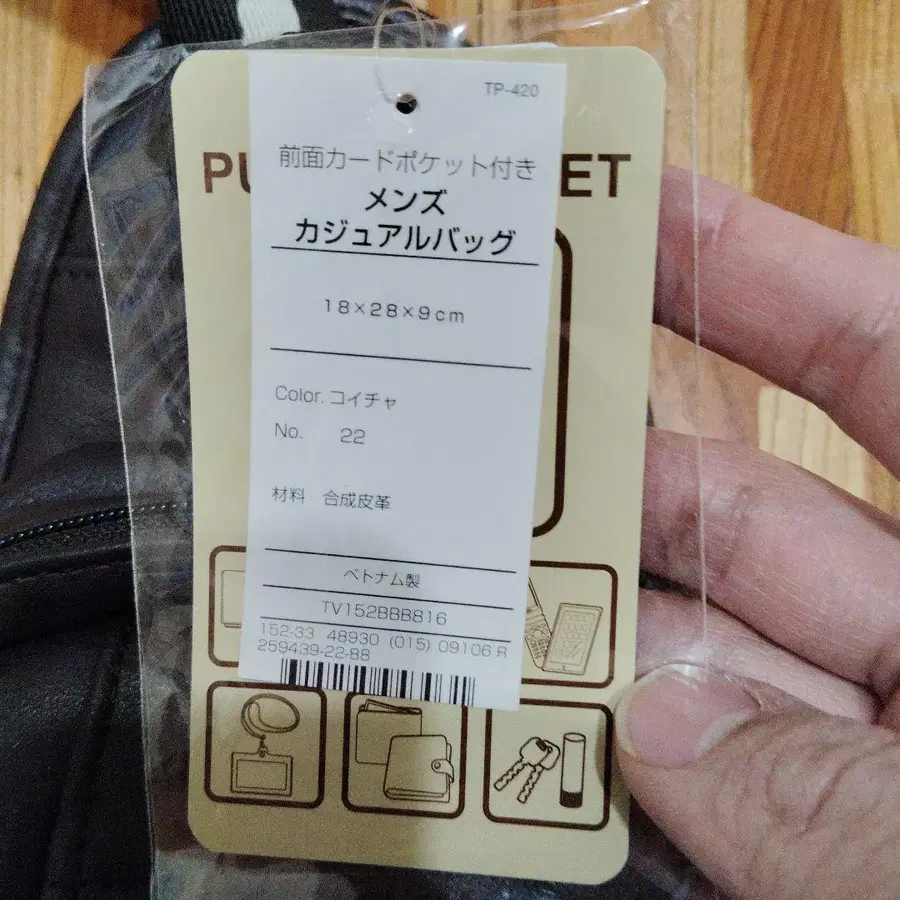 TP-420
前面カードポケット付き
PU ET
メンズ
カジュアルバッグ
18×28×9cm
Color. コイチャ
No. 22
材料 合成皮革
ベトナム製
TV152BBB816
152-33 48930 (015) 09106 R
259439-22-88